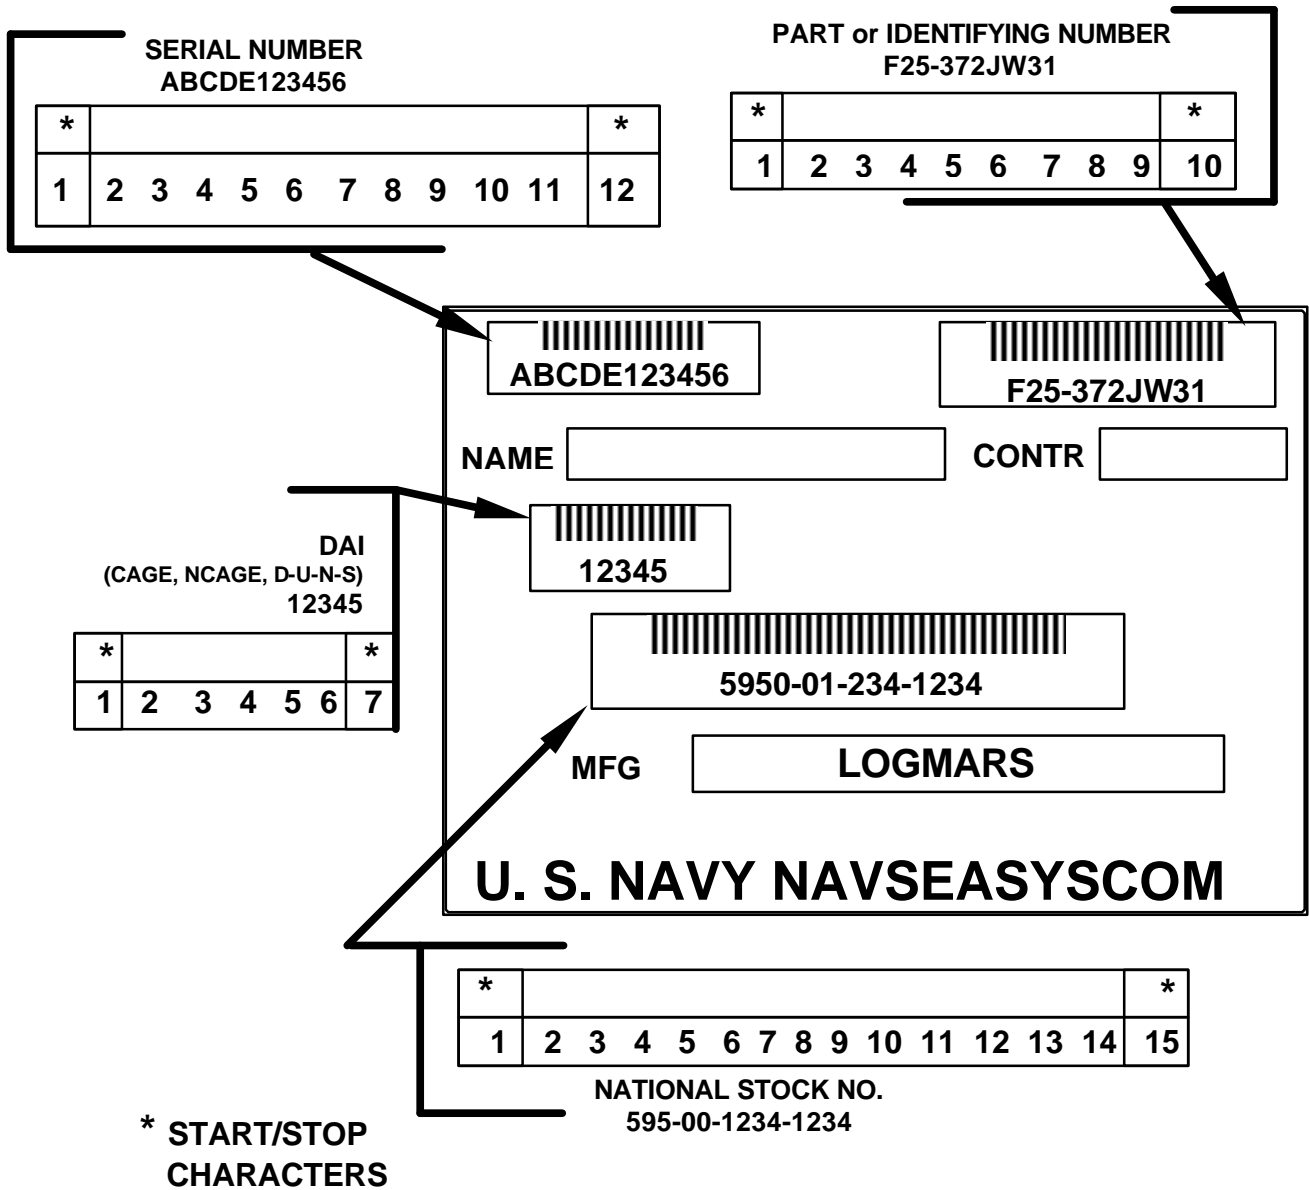 SERIAL NUMBER
ABCDE123456
* *
1 2 3 4 5 6 7 8 9 10 11 12
PART or IDENTIFYING NUMBER
F25-372JW31
* *
1 2 3 4 5 6 7 8 9 10
ABCDE123456
F25-372JW31
NAME CONTR
DAI
(CAGE, NCAGE, D-U-N-S)
12345
* *
1 2 3 4 5 6 7
12345
5950-01-234-1234
MFG LOGMARS
U. S. NAVY NAVSEASYSCOM
* *
1 2 3 4 5 6 7 8 9 10 11 12 13 14 15
NATIONAL STOCK NO.
595-00-1234-1234
* START/STOP
CHARACTERS